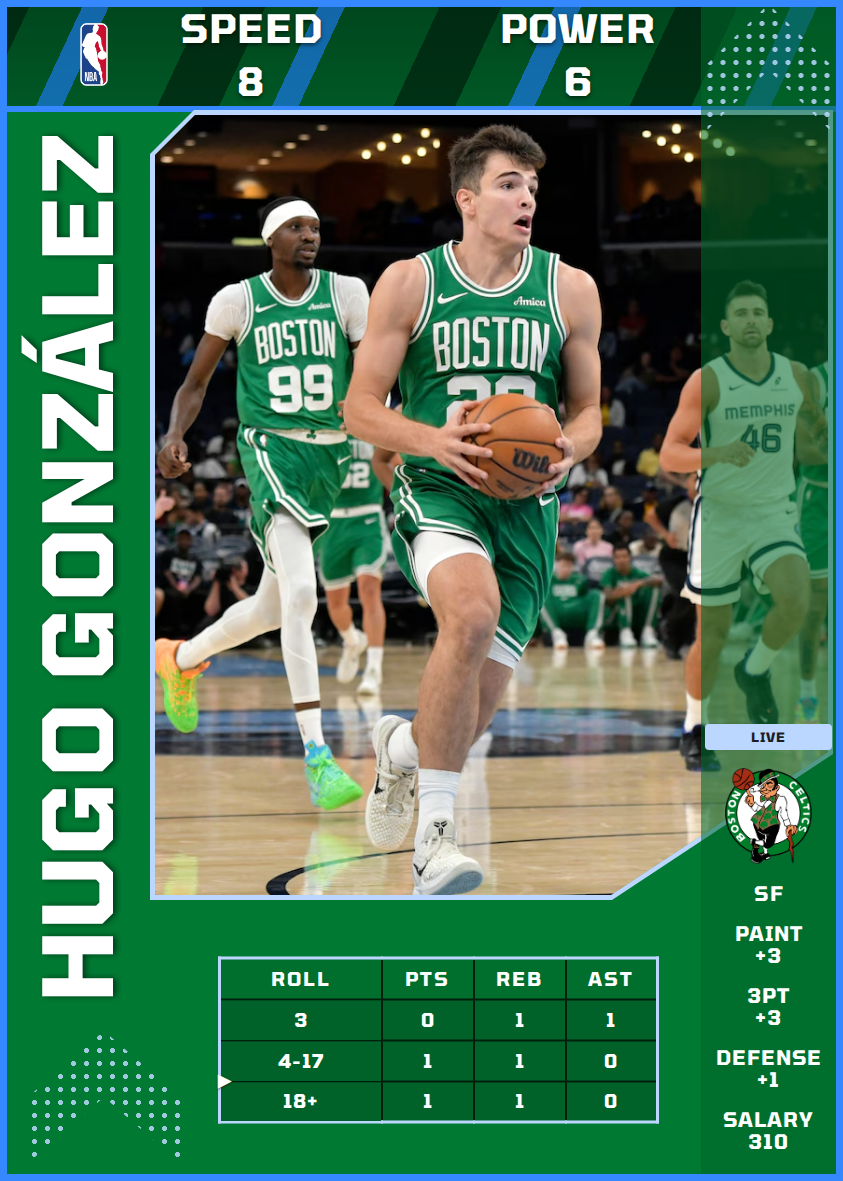 SPEED
8
POWER
6
NBA
HUGO GONZÁLEZ
Amica
BOSTON
99
Amica
BOSTON
MEMPHIS
46
LIVE
BOSTON CELTICS
SF
PAINT
+3
3PT
+3
DEFENSE
+1
SALARY
310
ROLL PTS REB AST
3 0 1 1
4-17 1 1 0
18+ 1 1 0